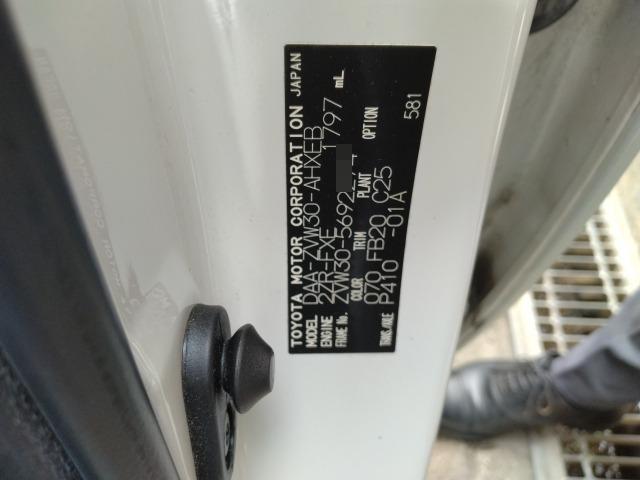 TOYOTA MOTOR CORPORATION JAPAN
MODEL DAA-ZVW30-AHXEB
ENGINE 2ZR-FXE 1797 mL
FRAME No. ZVW30-5692
COLOR TRIM PLANT OPTION
070 FB20 C25 581
TRANS./AXLE P410 -01A